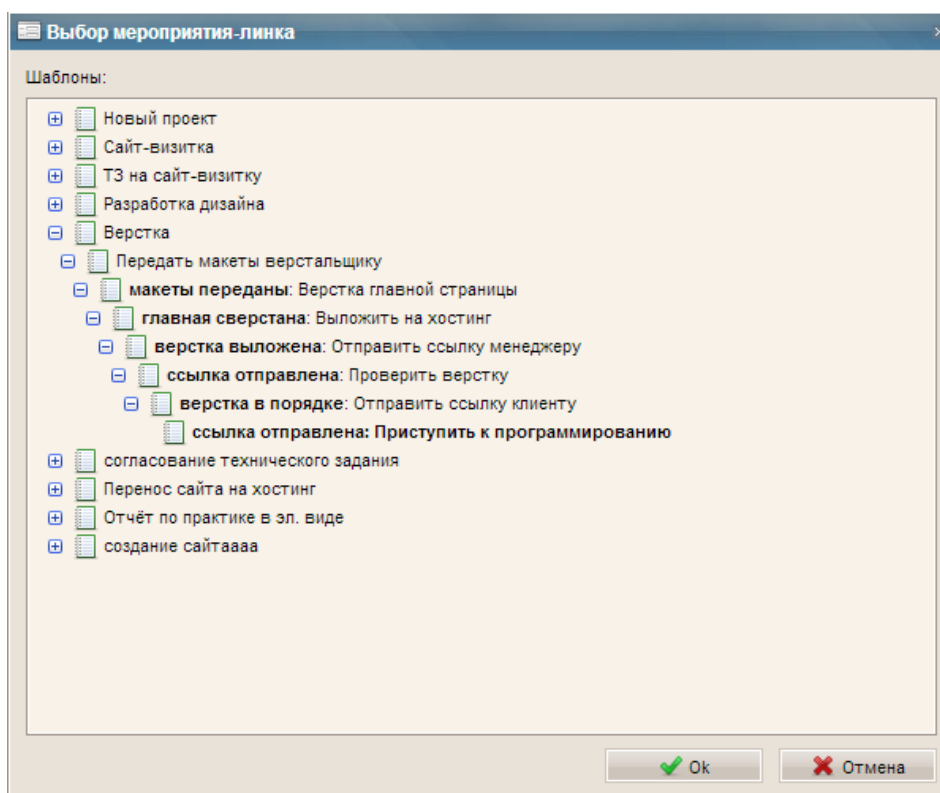 Выбор мероприятия-линка
Шаблоны:
Новый проект
Сайт-визитка
ТЗ на сайт-визитку
Разработка дизайна
Верстка
Передать макеты верстальщику
макеты переданы: Верстка главной страницы
главная сверстана: Выложить на хостинг
верстка выложена: Отправить ссылку менеджеру
ссылка отправлена: Проверить верстку
верстка в порядке: Отправить ссылку клиенту
ссылка отправлена: Приступить к программированию
согласование технического задания
Перенос сайта на хостинг
Отчёт по практике в эл. виде
создание сайтаааа
Ok Отмена